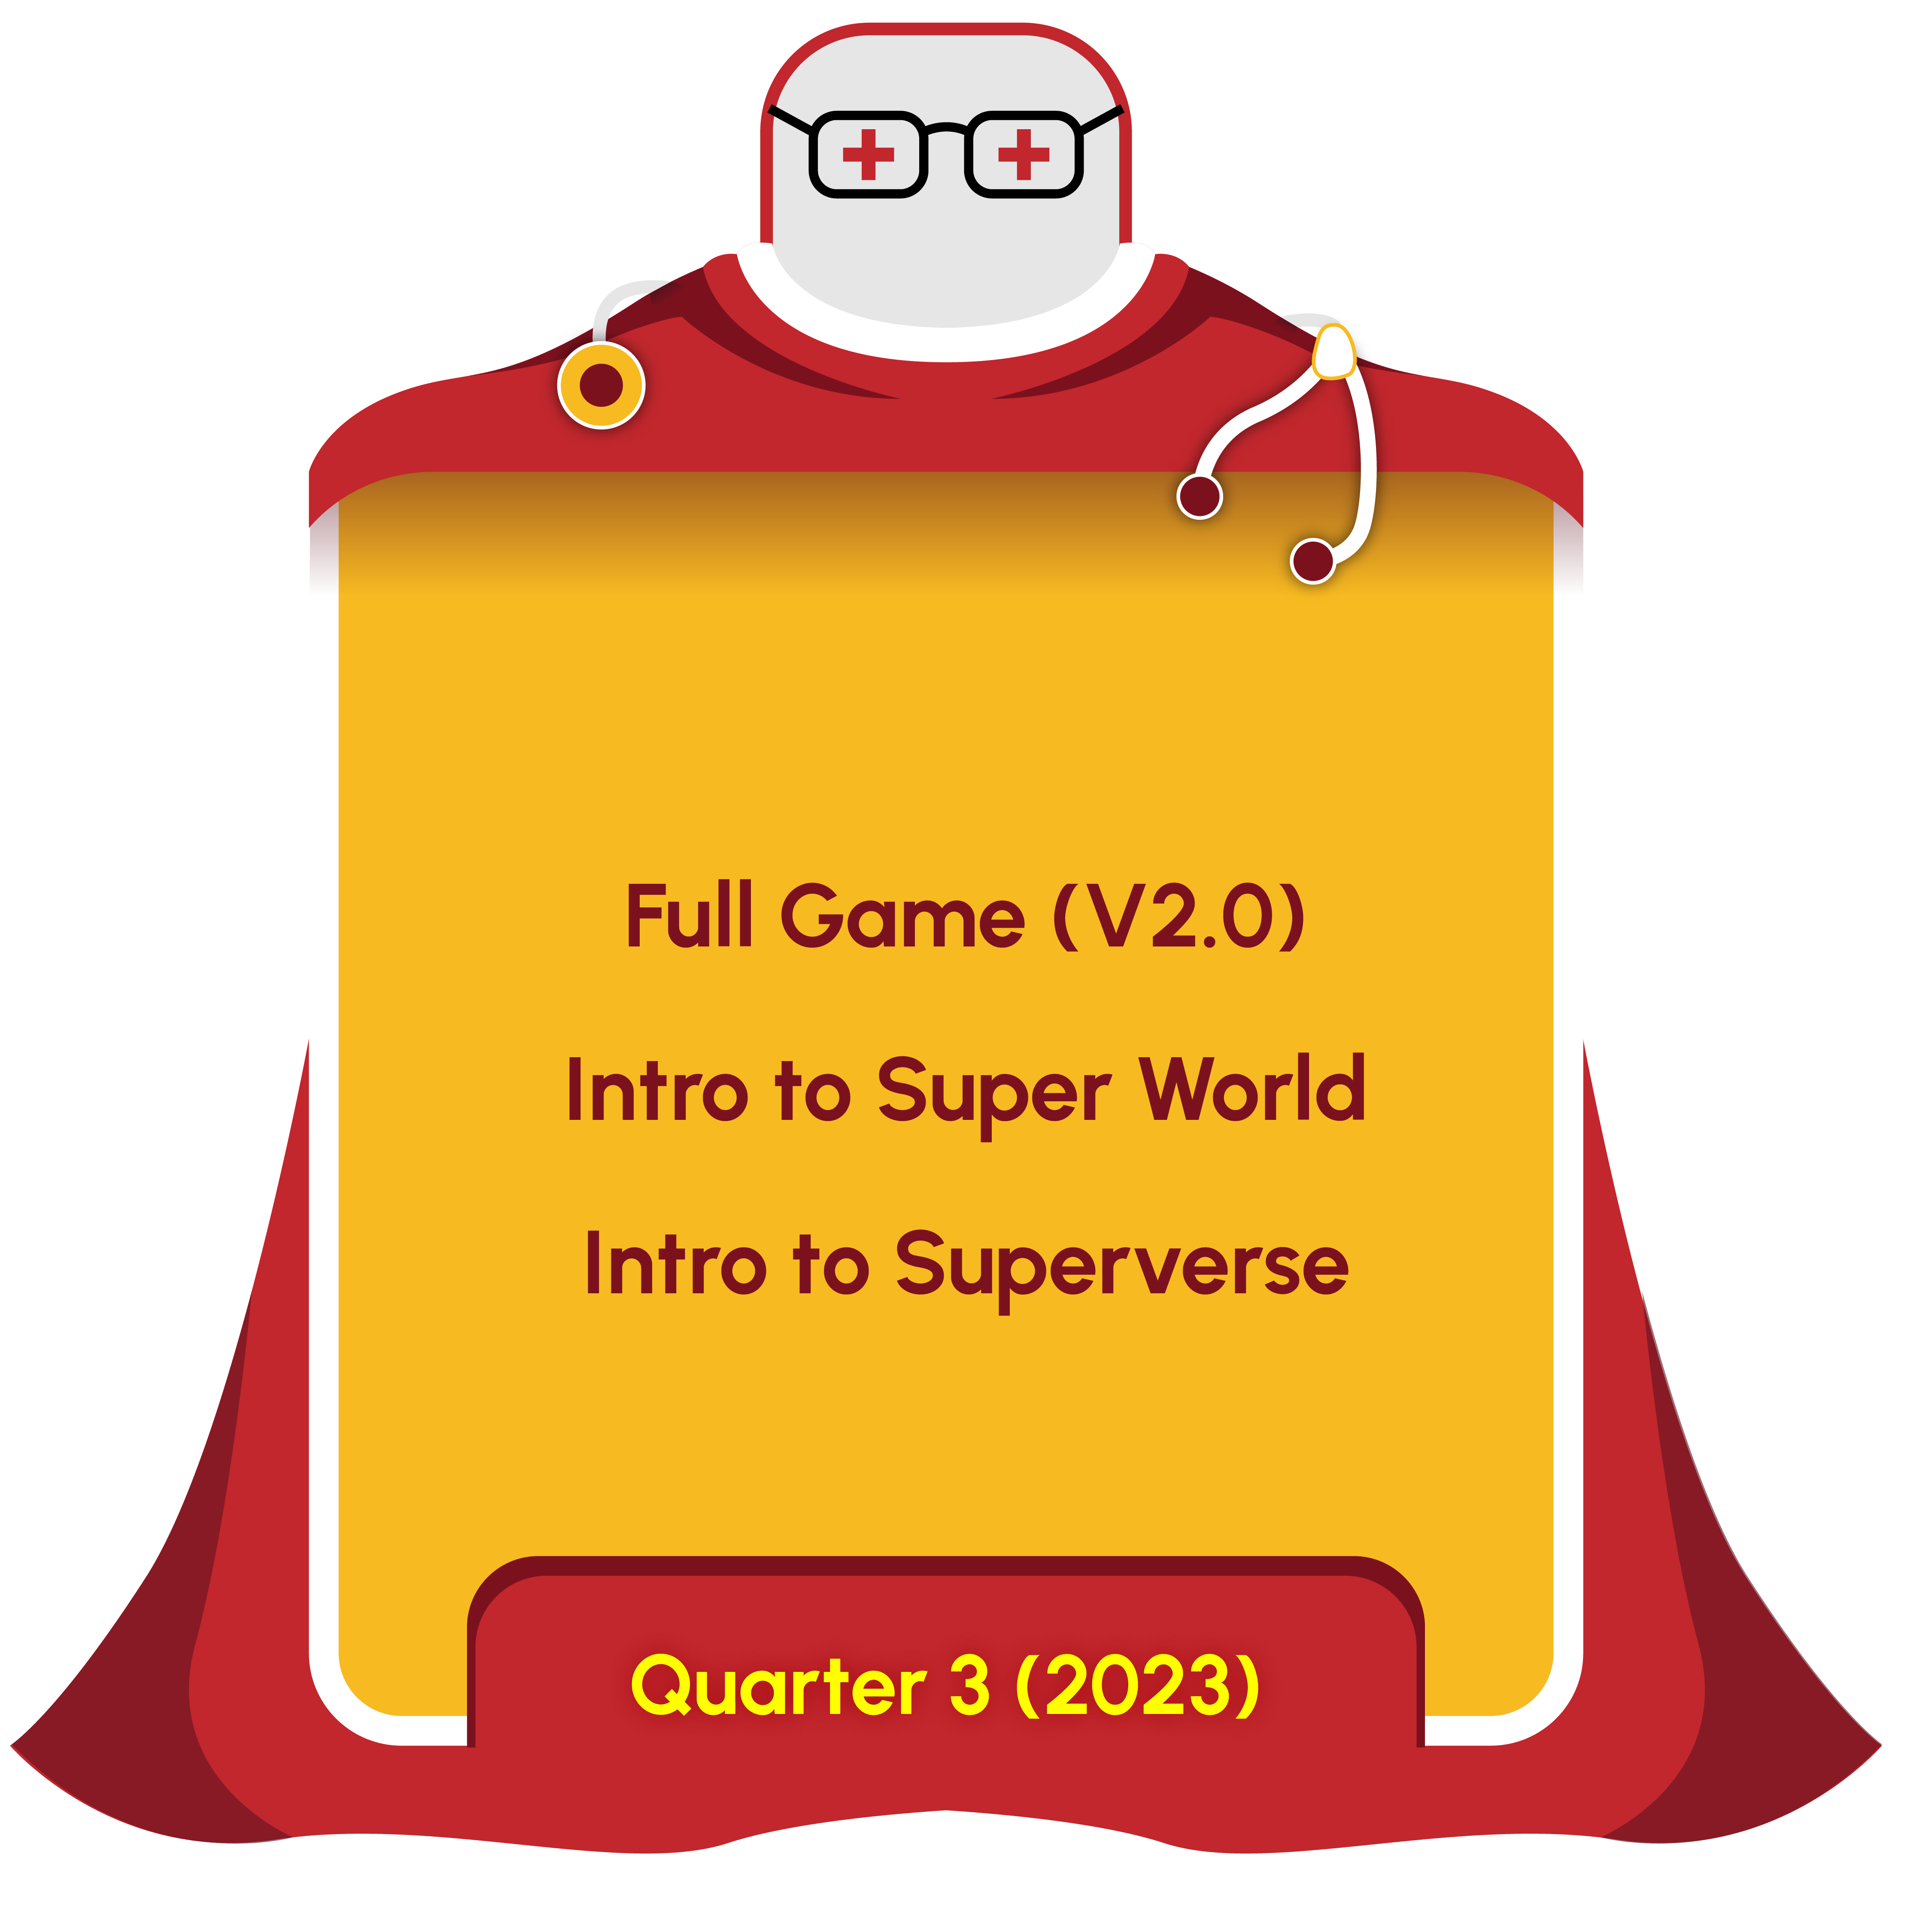 Full Game (V2.0)
Intro to Super World
Intro to Superverse
Quarter 3 (2023)